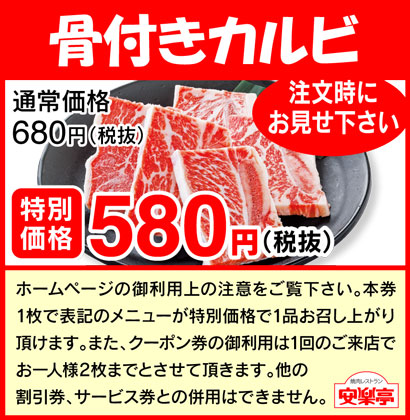 骨付きカルビ
通常価格
680円(税抜)
注文時に
お見せ下さい
特別
価格
580円(税抜)
ホームページの御利用上の注意をご覧下さい。本券
1枚で表記のメニューが特別価格で1品お召し上がり
頂けます。また、クーポン券の御利用は1回のご来店で
お一人様2枚までとさせて頂きます。他の
割引券、サービス券との併用はできません。
焼肉レストラン
安楽亭